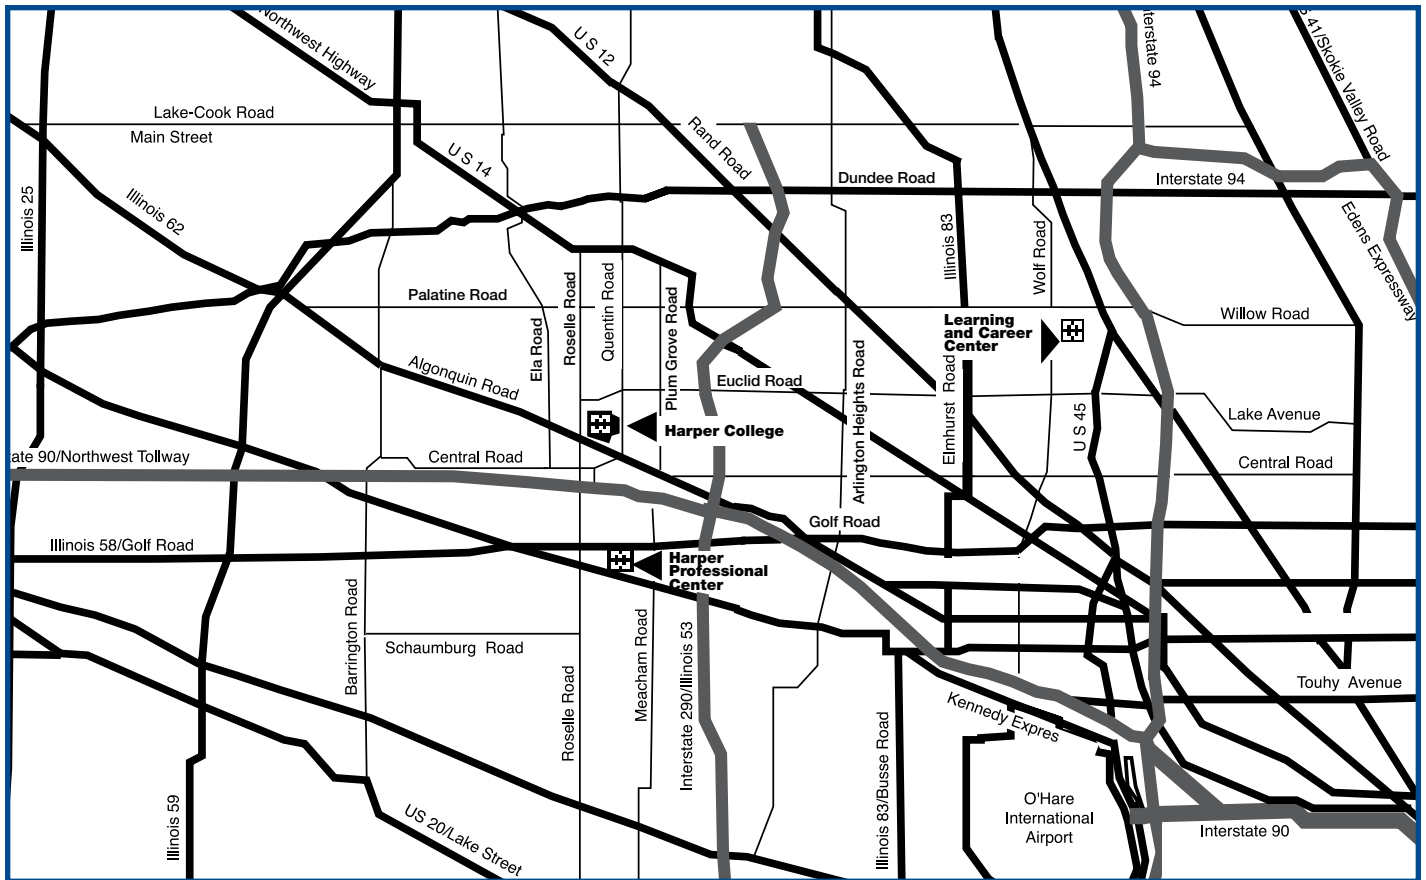 Northwest Highway
U S 12
Interstate 94
S 41/Skokie Valley Road
Lake-Cook Road
Main Street
U S 14
Rand Road
Dundee Road
Interstate 94
Illinois 25
Illinois 62
Illinois 83
Wolf Road
Edens Expressway
Palatine Road
Ela Road
Roselle Road
Quentin Road
Plum Grove Road
Willow Road
Learning
and Career
Center
Algonquin Road
Euclid Road
Arlington Heights Road
Elmhurst Road
U S 45
Lake Avenue
Harper College
ate 90/Northwest Tollway
Central Road
Central Road
Golf Road
Illinois 58/Golf Road
Harper
Professional
Center
Barrington Road
Schaumburg Road
Roselle Road
Meacham Road
Interstate 290/Illinois 53
Touhy Avenue
Kennedy Expres
Illinois 83/Busse Road
Illinois 59
US 20/Lake Street
O'Hare
International
Airport
Interstate 90